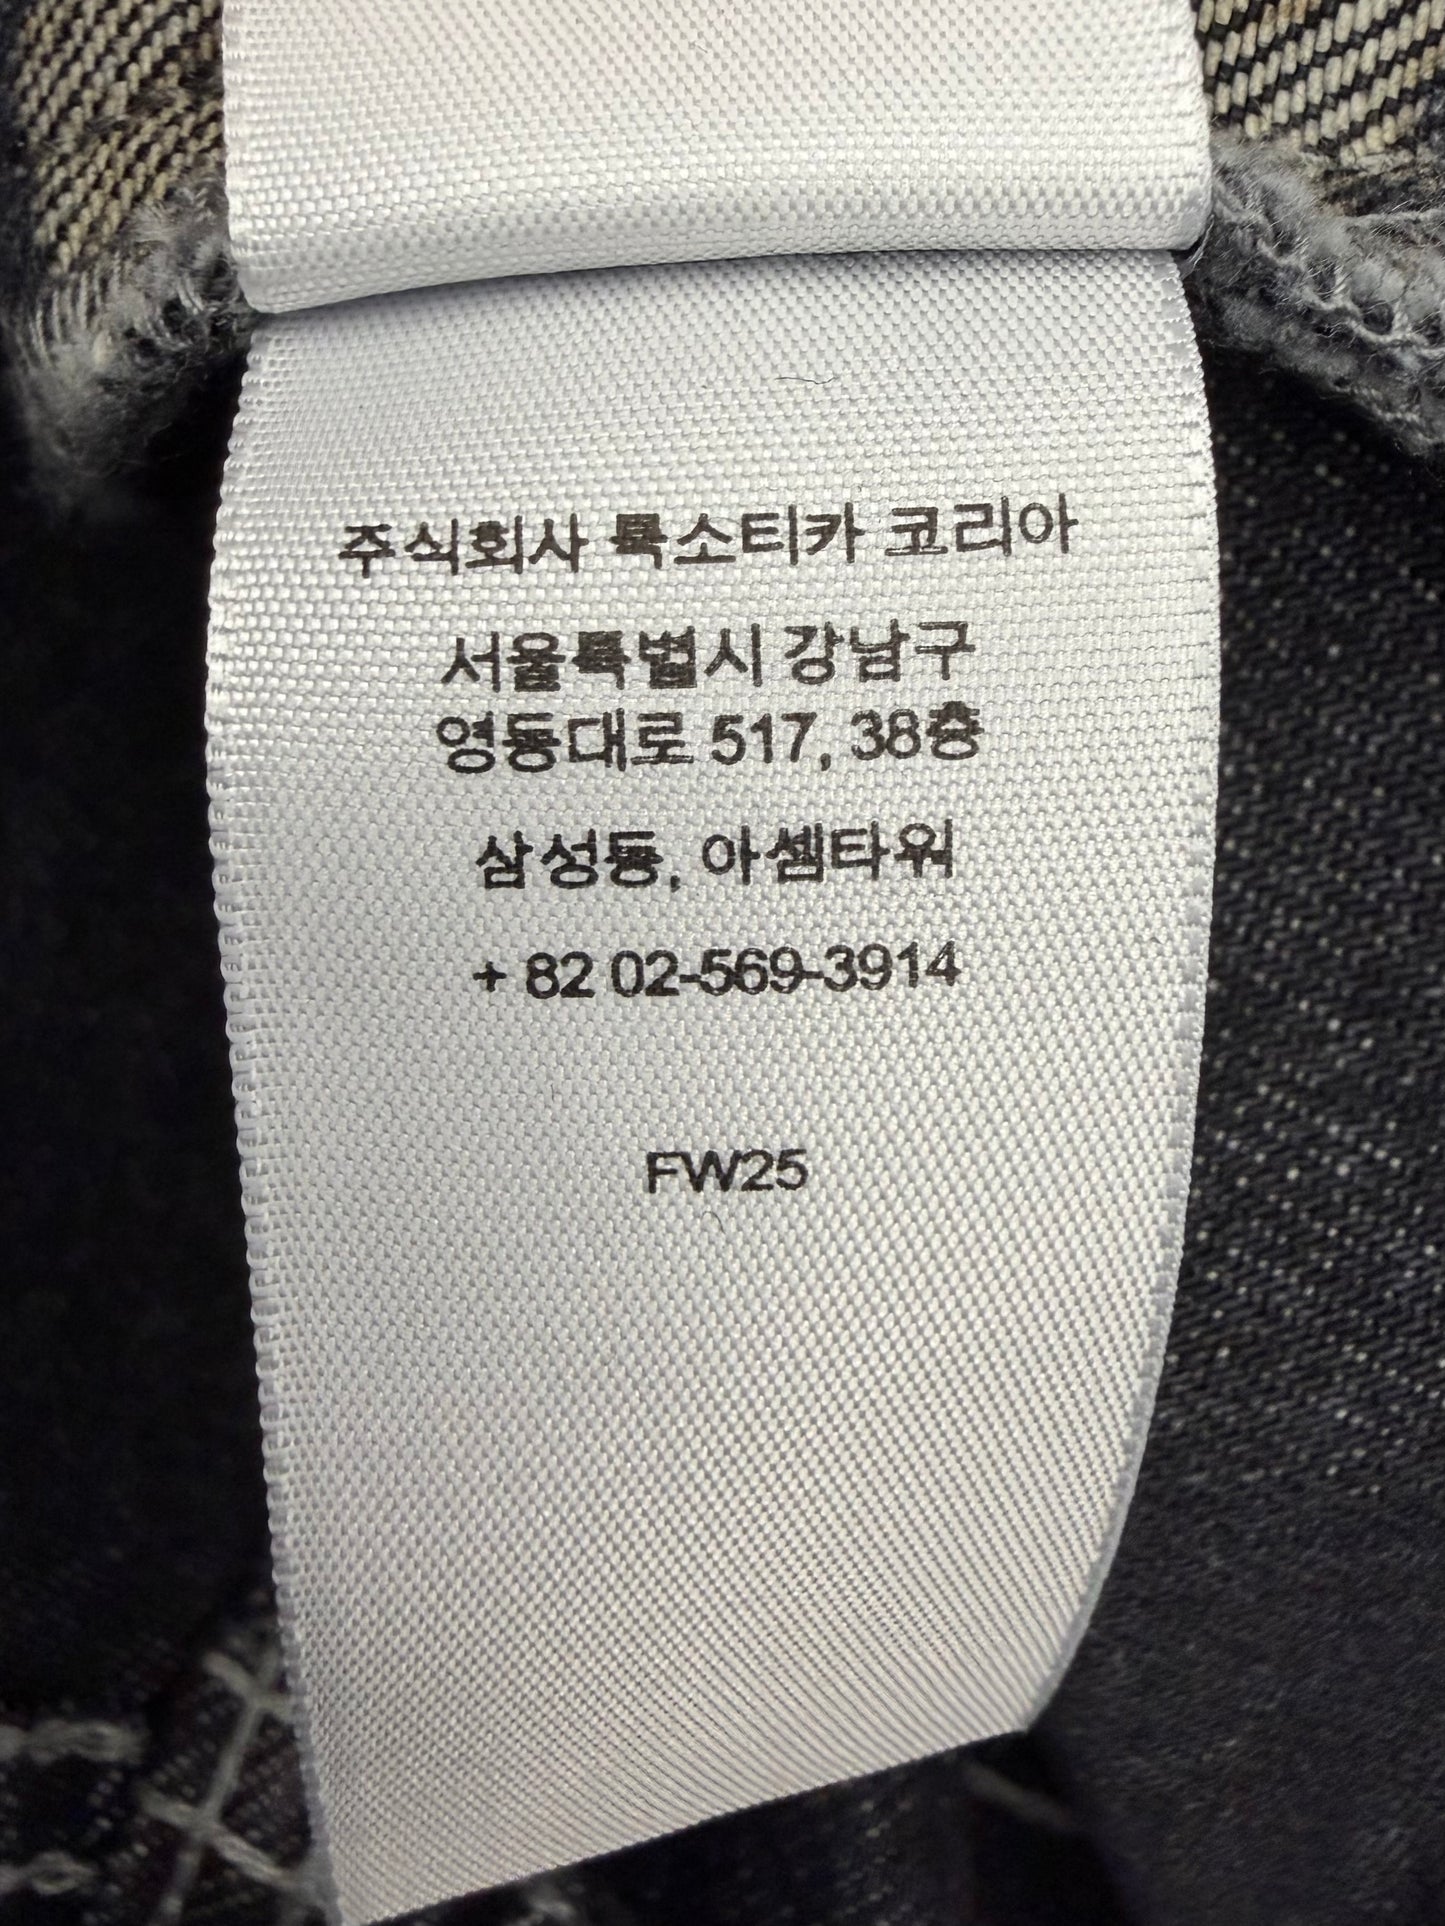 주식회사 룩소티카 코리아
서울특별시 강남구
영동대로 517, 38층
삼성동, 아셈타워
+ 82 02-569-3914
FW25